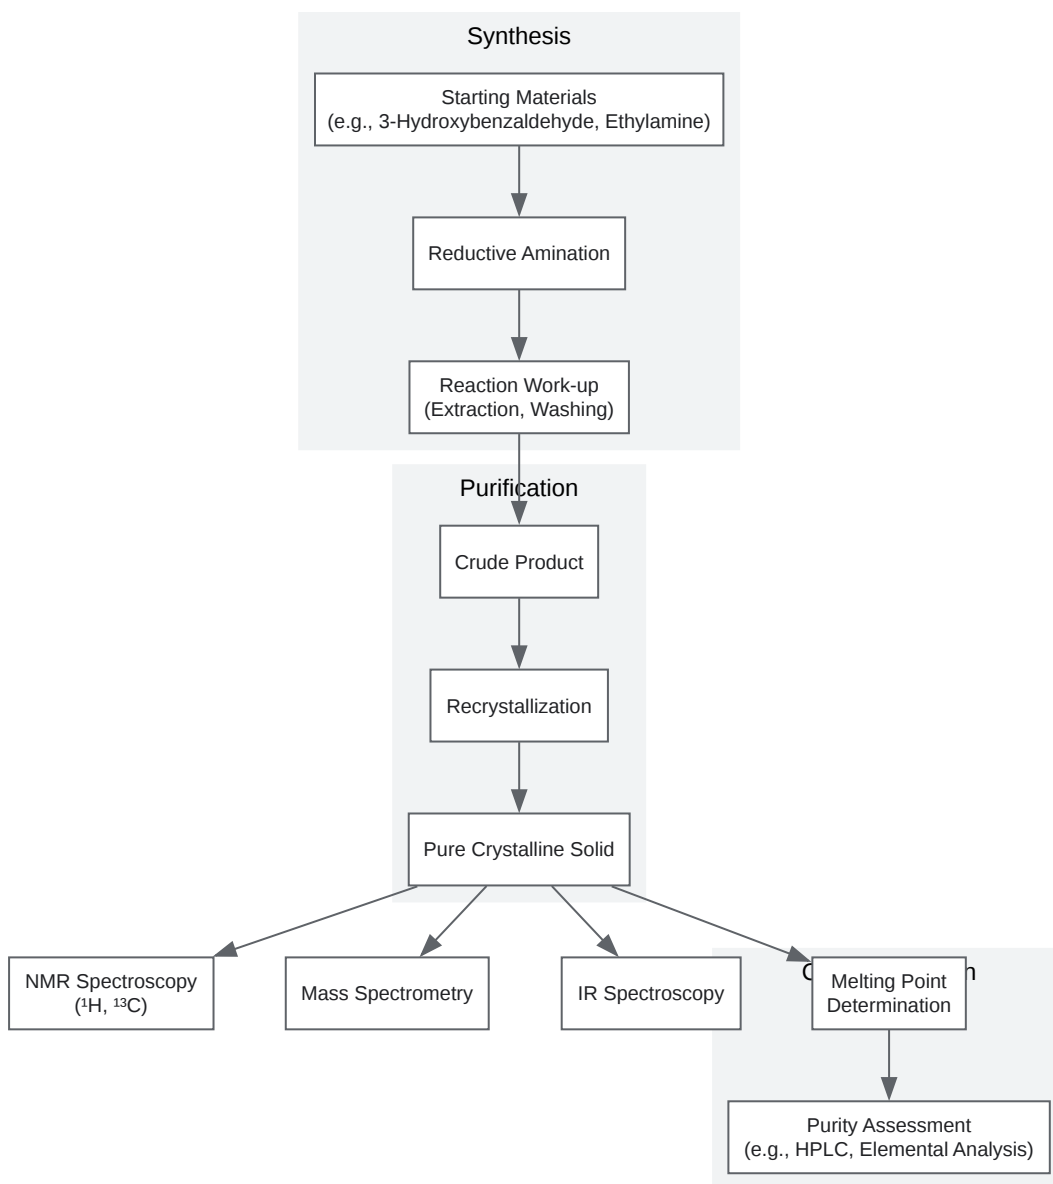 Synthesis
Starting Materials
(e.g., 3-Hydroxybenzaldehyde, Ethylamine)
Reductive Amination
Reaction Work-up
(Extraction, Washing)
Purification
Crude Product
Recrystallization
Pure Crystalline Solid
NMR Spectroscopy
(¹H, ¹³C)
Mass Spectrometry
IR Spectroscopy
Melting Point
Determination
Purity Assessment
(e.g., HPLC, Elemental Analysis)